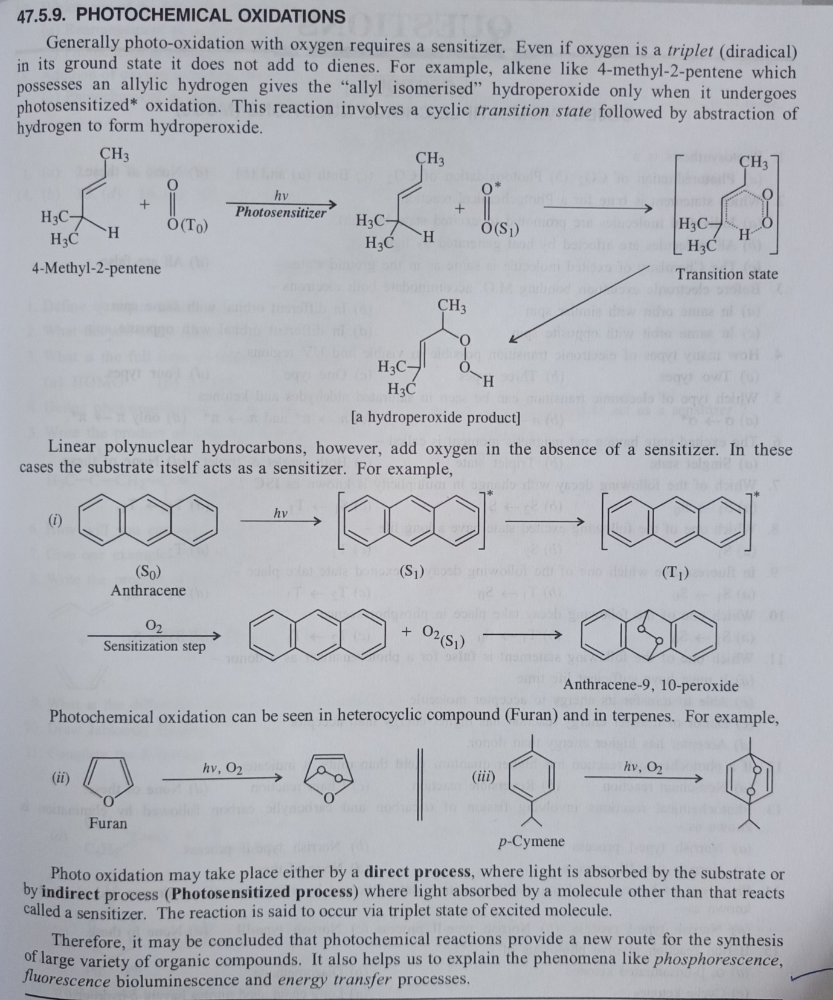 47.5.9. PHOTOCHEMICAL OXIDATIONS
Generally photo-oxidation with oxygen requires a sensitizer. Even if oxygen is a triplet (diradical)
in its ground state it does not add to dienes. For example, alkene like 4-methyl-2-pentene which
possesses an allylic hydrogen gives the “allyl isomerised” hydroperoxide only when it undergoes
photosensitized* oxidation. This reaction involves a cyclic transition state followed by abstraction of
hydrogen to form hydroperoxide.
CH3 CH3 CH3
O O* O
+ hν + O
Photosensitizer
H3C H3C H3C
O(T0) O(S1)
H H H
H3C H3C H3C
4-Methyl-2-pentene Transition state
CH3
O
H3C O
H
H3C
[a hydroperoxide product]
Linear polynuclear hydrocarbons, however, add oxygen in the absence of a sensitizer. In these
cases the substrate itself acts as a sensitizer. For example,
(i) hν * *
(S0) (S1) (T1)
Anthracene
O2
Sensitization step
+ O2(S1)
O
O
Anthracene-9, 10-peroxide
Photochemical oxidation can be seen in heterocyclic compound (Furan) and in terpenes. For example,
(ii) O hν, O2 O O O (iii) hν, O2 O O
Furan
p-Cymene
Photo oxidation may take place either by a direct process, where light is absorbed by the substrate or
by indirect process (Photosensitized process) where light absorbed by a molecule other than that reacts
called a sensitizer. The reaction is said to occur via triplet state of excited molecule.
Therefore, it may be concluded that photochemical reactions provide a new route for the synthesis
of large variety of organic compounds. It also helps us to explain the phenomena like phosphorescence,
fluorescence bioluminescence and energy transfer processes.